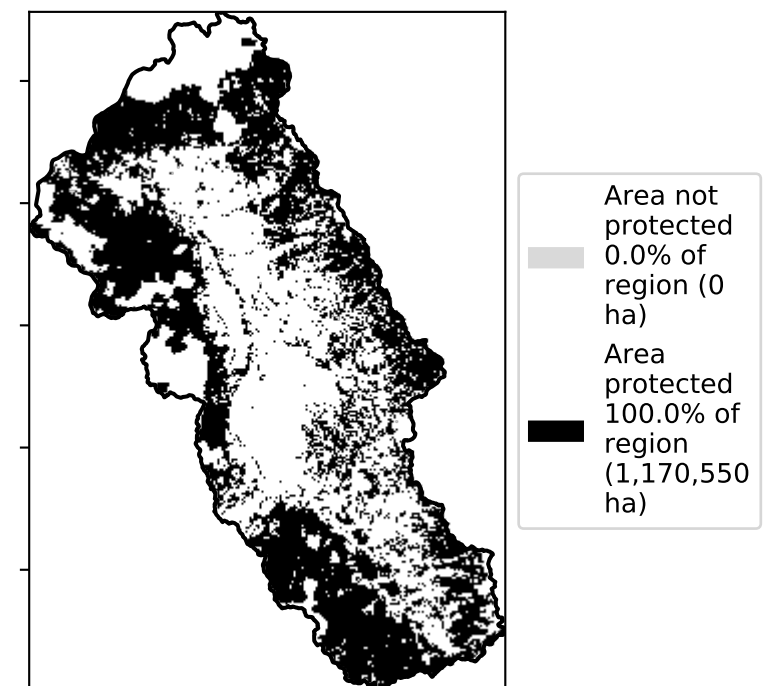 Area not
protected
0.0% of
region (0
ha)
Area
protected
100.0% of
region
(1,170,550
ha)